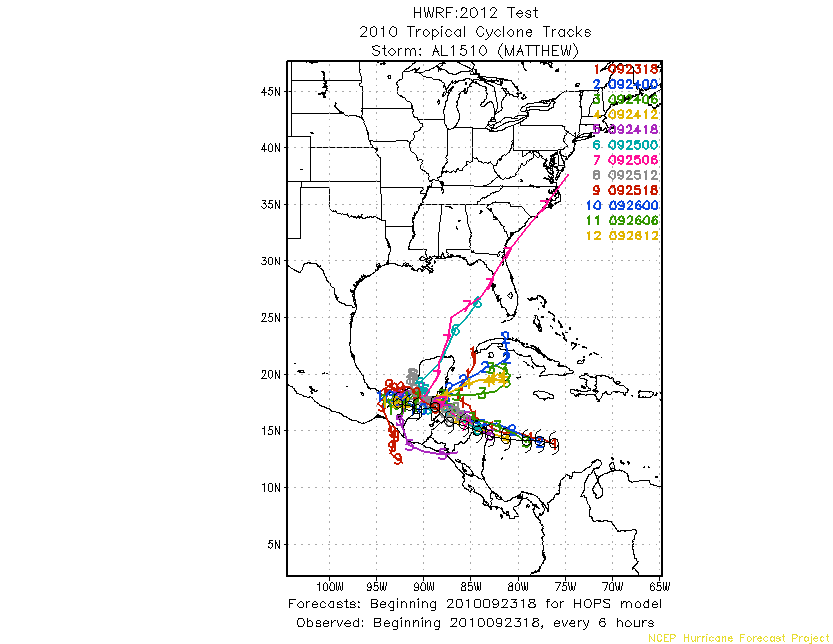 HWRF:2012 Test
2010 Tropical Cyclone Tracks
Storm: AL1510 (MATTHEW)
1 092318
2 092400
3 092406
4 092412
5 092418
6 092500
7 092506
8 092512
9 092518
10 092600
11 092606
12 092612
45N
40N
35N
30N
25N
20N
15N
10N
5N
100W 95W 90W 85W 80W 75W 70W 65W
Forecasts: Beginning 2010092318 for HOPS model
Observed: Beginning 2010092318, every 6 hours
NCEP Hurricane Forecast Project